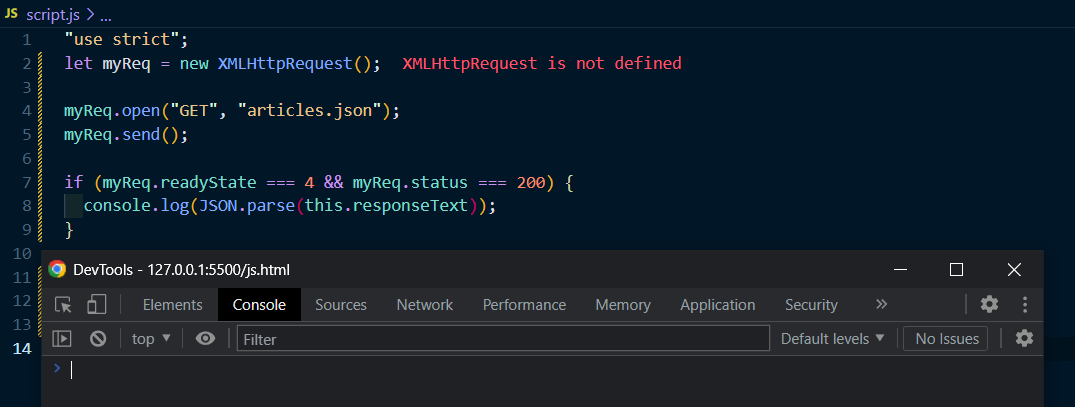 JS script.js > ...
1 "use strict";
2 let myReq = new XMLHttpRequest(); XMLHttpRequest is not defined
3
4 myReq.open("GET", "articles.json");
5 myReq.send();
6
7 if (myReq.readyState === 4 && myReq.status === 200) {
8 console.log(JSON.parse(this.responseText));
9 }
10
11
12
13
14
DevTools - 127.0.0.1:5500/js.html
Elements Console Sources Network Performance Memory Application Security »
top Filter Default levels No Issues
>